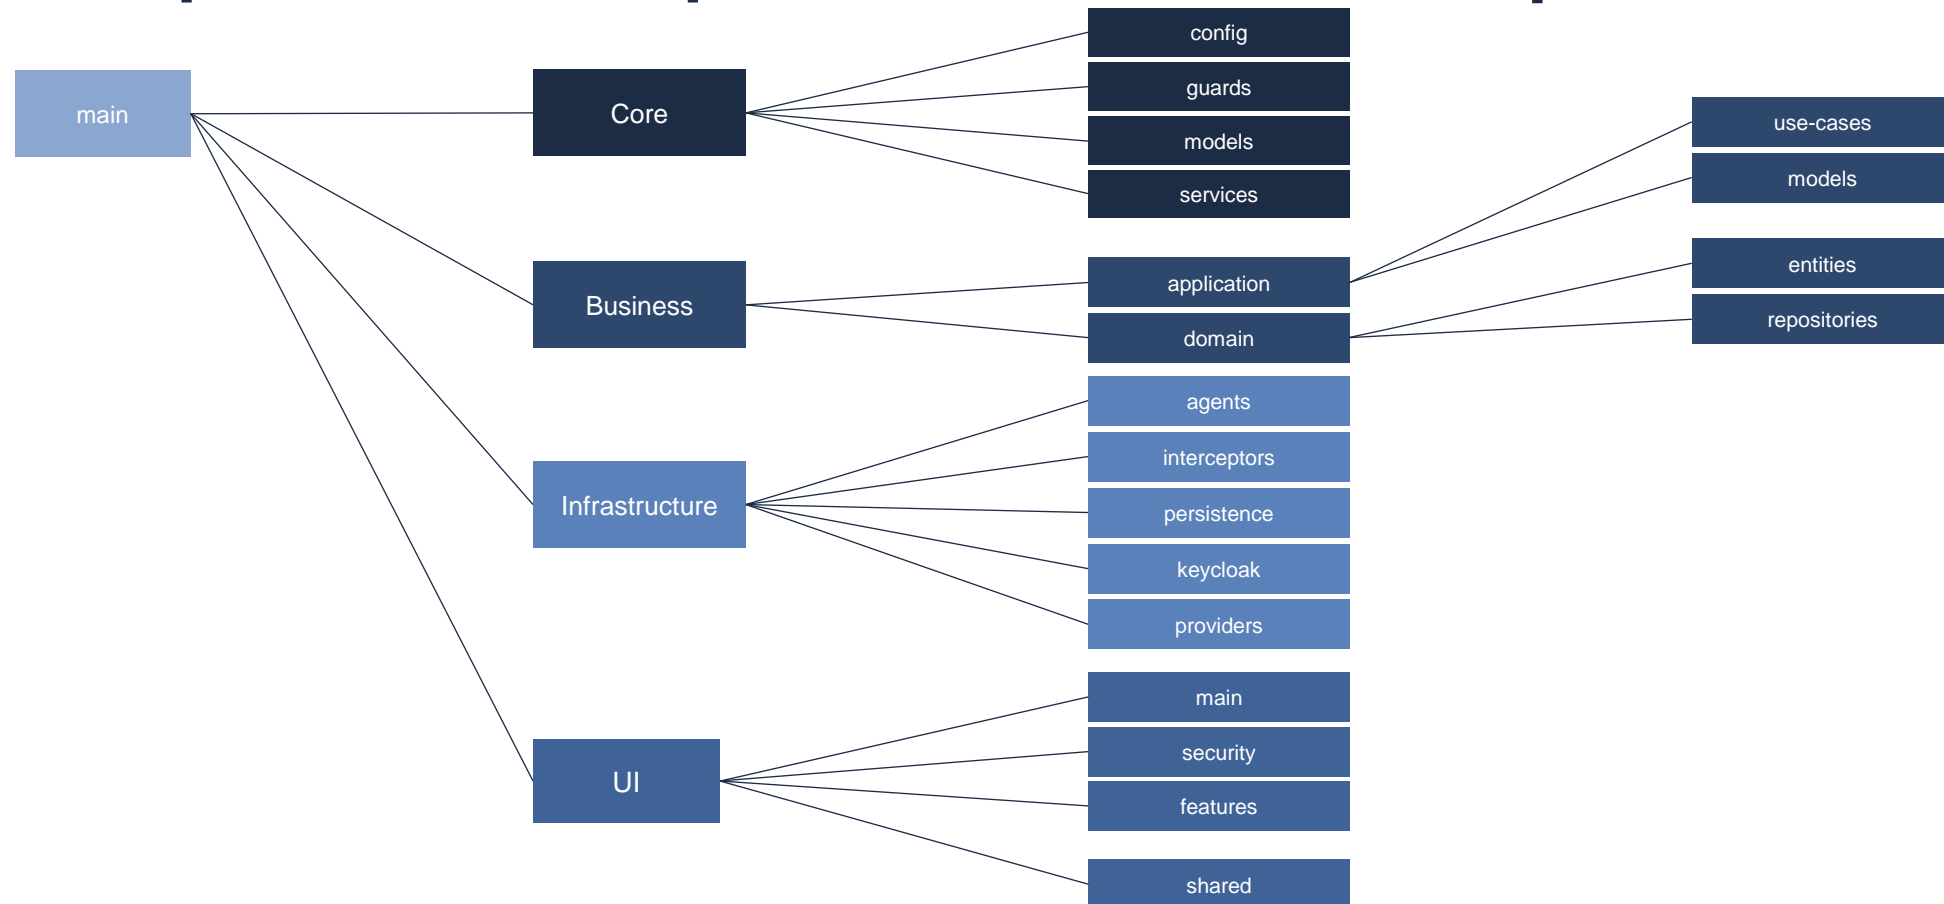 main
Core
config
guards
models
services
Business
application
domain
use-cases
models
entities
repositories
Infrastructure
agents
interceptors
persistence
keycloak
providers
UI
main
security
features
shared